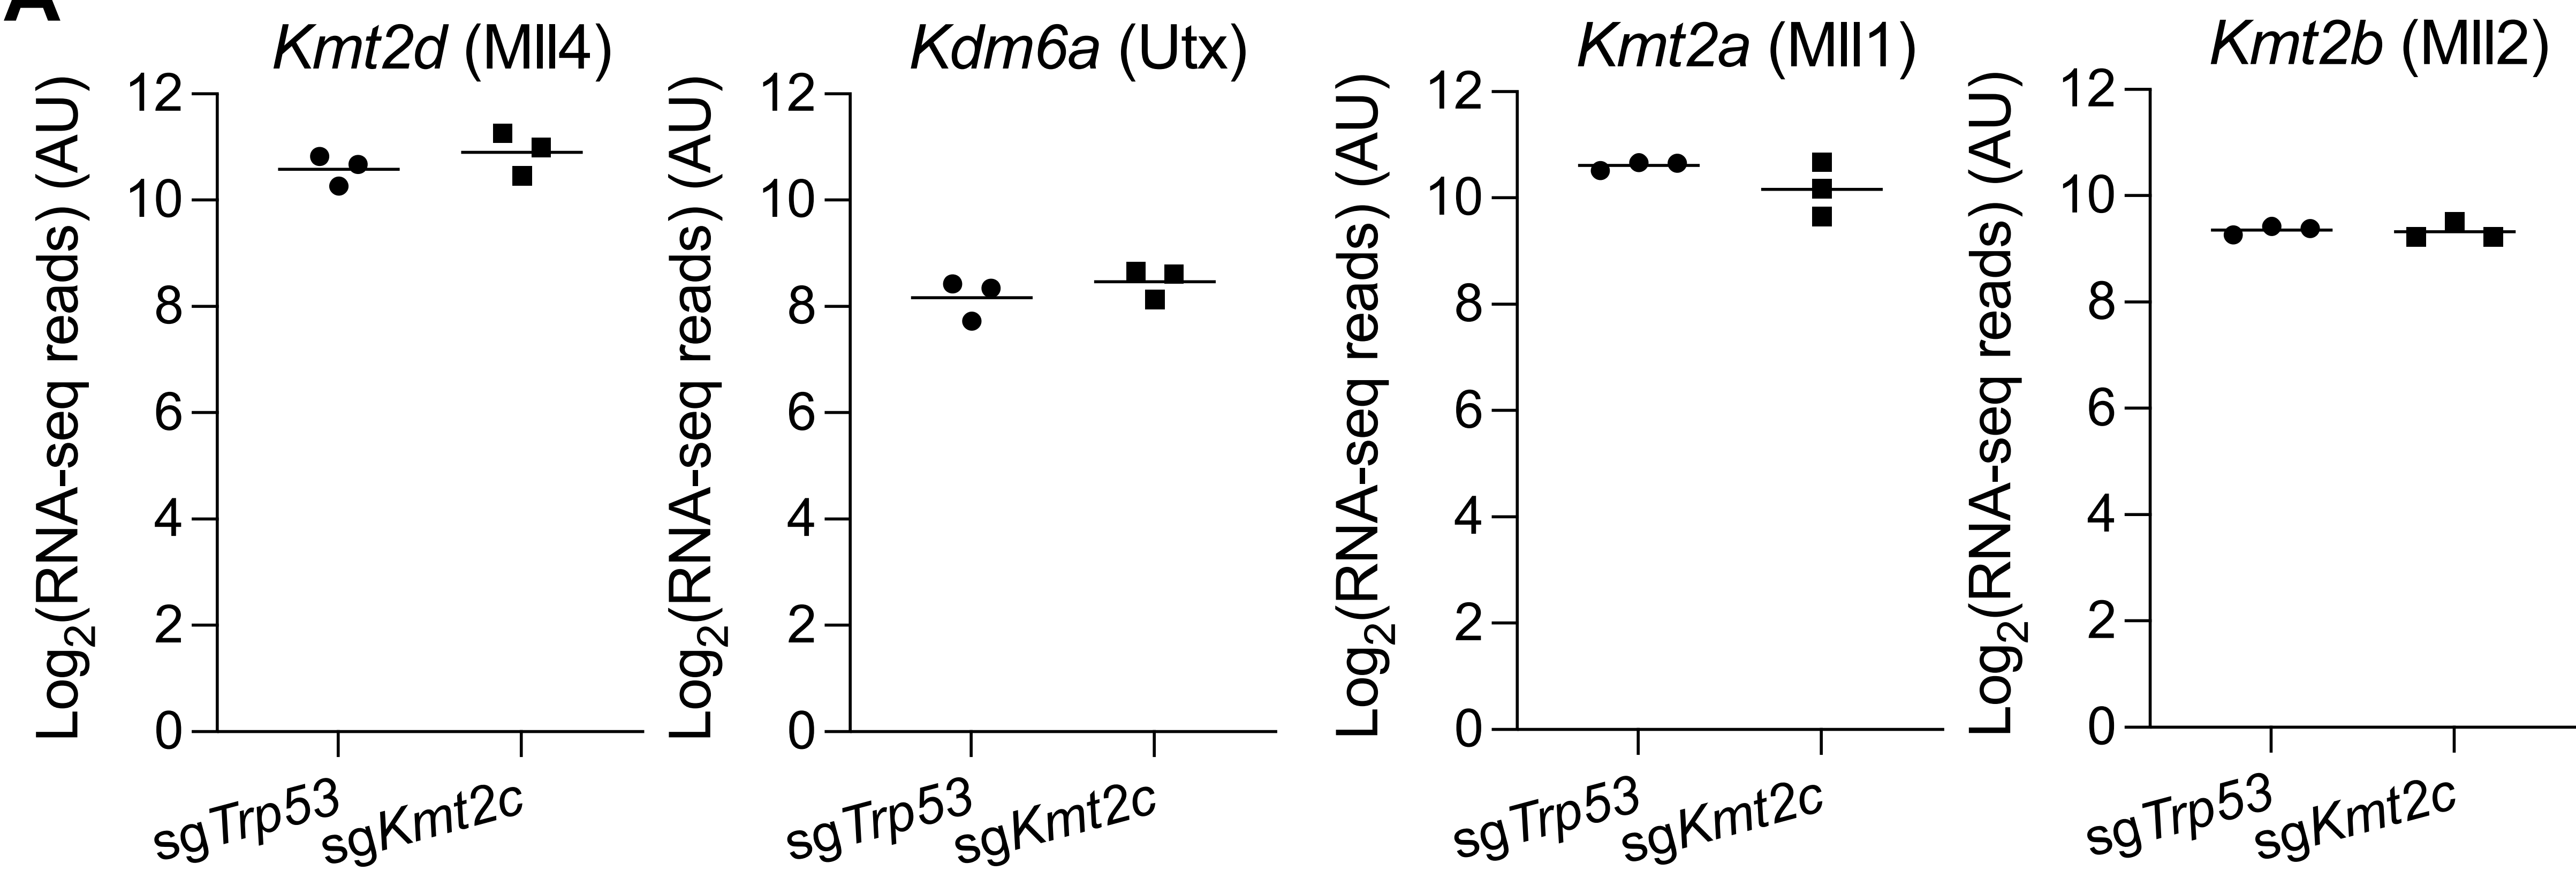 A
Kmt2d (Mll4)
Log2(RNA-seq reads) (AU)
12
10
8
6
4
2
0
sgTrp53
sgKmt2c
Kdm6a (Utx)
Log2(RNA-seq reads) (AU)
12
10
8
6
4
2
0
sgTrp53
sgKmt2c
Kmt2a (Mll1)
Log2(RNA-seq reads) (AU)
12
10
8
6
4
2
0
sgTrp53
sgKmt2c
Kmt2b (Mll2)
Log2(RNA-seq reads) (AU)
12
10
8
6
4
2
0
sgTrp53
sgKmt2c